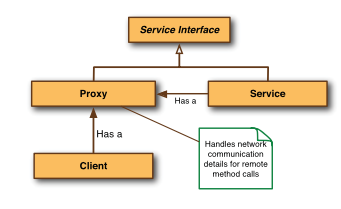 Service Interface
Proxy
Service
Has a
Has a
Client
Handles network
communication
details for remote
method calls